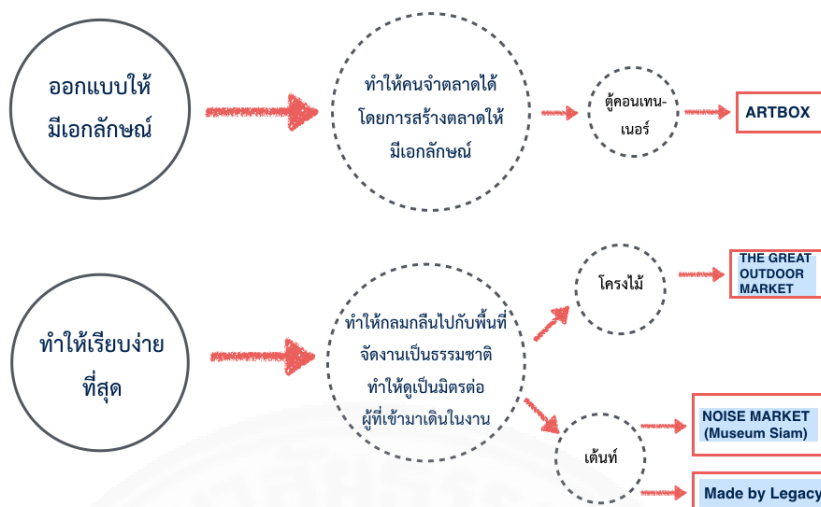 ออกแบบให้
มีเอกลักษณ์
ทำให้คนจำตลาดได้
โดยการสร้างตลาดให้
มีเอกลักษณ์
ตู้คอนเทน-
เนอร์
ARTBOX
ทำให้เรียบง่าย
ที่สุด
ทำให้กลมกลืนไปกับพื้นที่
จัดงานเป็นธรรมชาติ
ทำให้ดูเป็นมิตรต่อ
ผู้ที่เข้ามาเดินในงาน
โครงไม้
THE GREAT
OUTDOOR
MARKET
เต้นท์
NOISE MARKET
(Museum Siam)
Made by Legacy